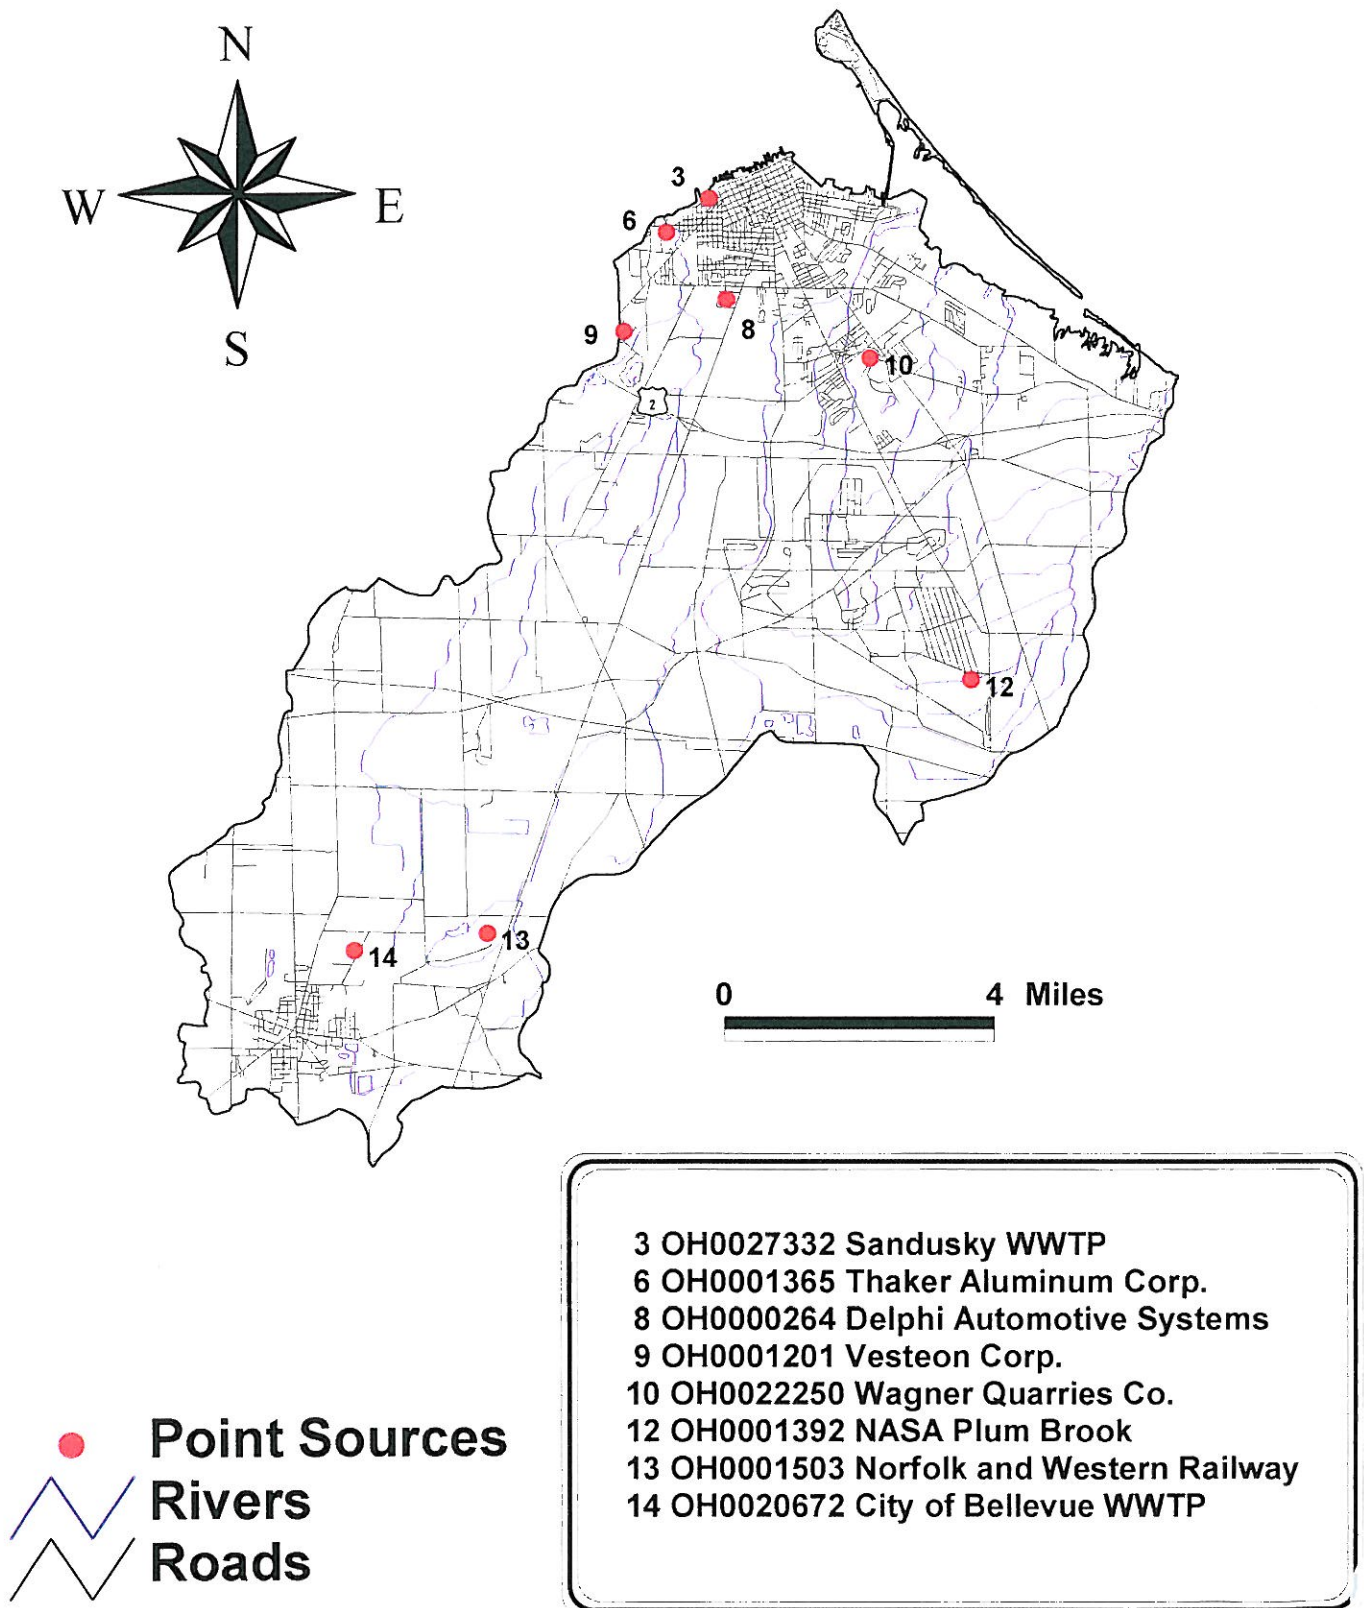 N
W
E
S
3
6
8
9
10
2
12
13
14
0
4 Miles
3 OH0027332 Sandusky WWTP
6 OH0001365 Thaker Aluminum Corp.
8 OH0000264 Delphi Automotive Systems
9 OH0001201 Vesteon Corp.
10 OH0022250 Wagner Quarries Co.
12 OH0001392 NASA Plum Brook
13 OH0001503 Norfolk and Western Railway
14 OH0020672 City of Bellevue WWTP
Point Sources
Rivers
Roads